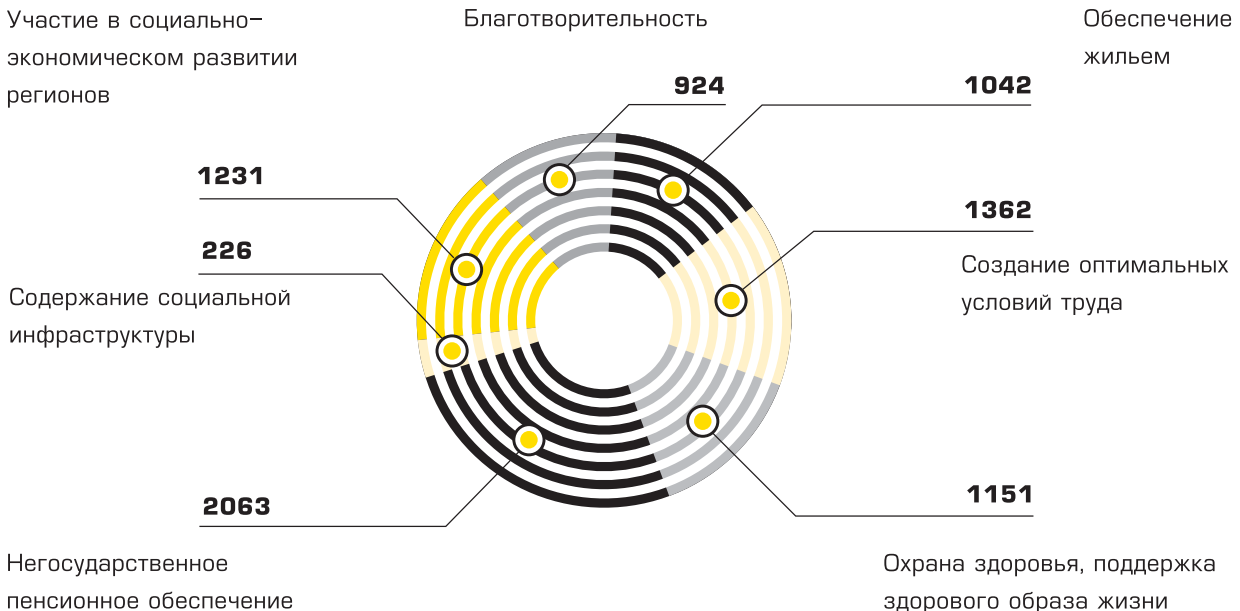 Участие в социально–
экономическом развитии
регионов
1231
Благотворительность
924
Обеспечение
жильем
1042
1362
Создание оптимальных
условий труда
226
Содержание социальной
инфраструктуры
2063
Негосударственное
пенсионное обеспечение
1151
Охрана здоровья, поддержка
здорового образа жизни